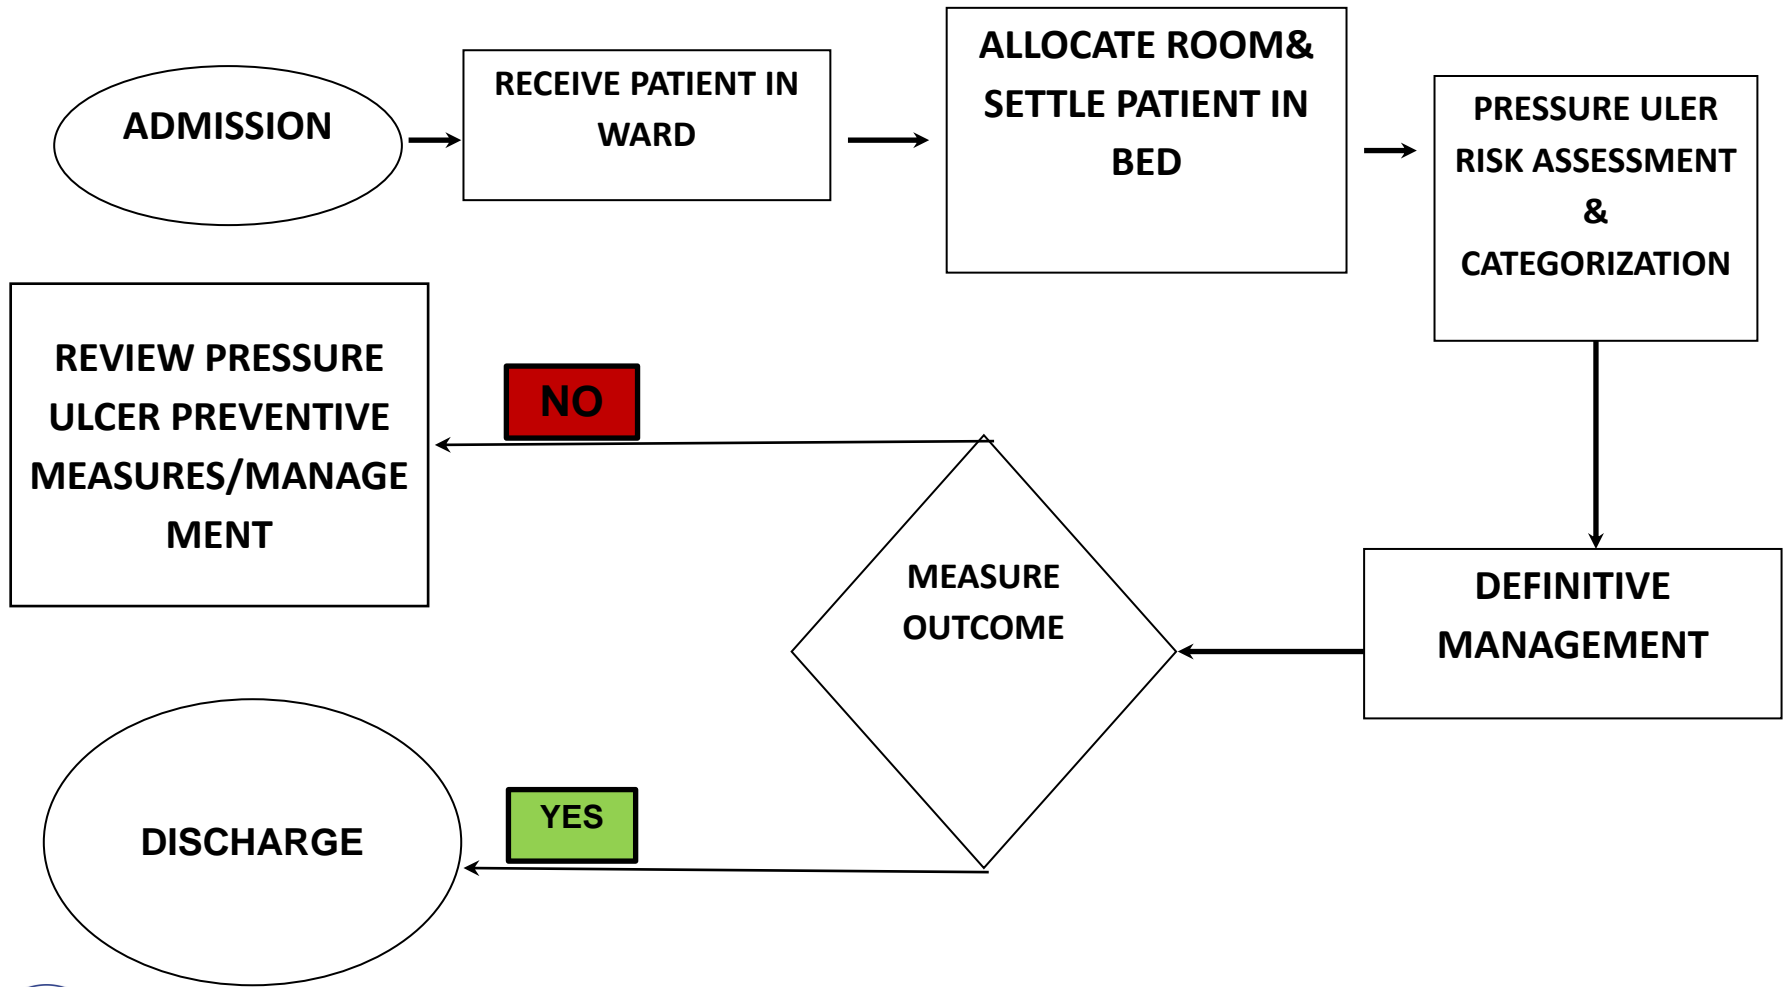 ADMISSION
RECEIVE PATIENT IN
WARD
ALLOCATE ROOM&
SETTLE PATIENT IN
BED
PRESSURE ULER
RISK ASSESSMENT
&
CATEGORIZATION
REVIEW PRESSURE
ULCER PREVENTIVE
MEASURES/MANAGE
MENT
NO
MEASURE
OUTCOME
DEFINITIVE
MANAGEMENT
DISCHARGE
YES